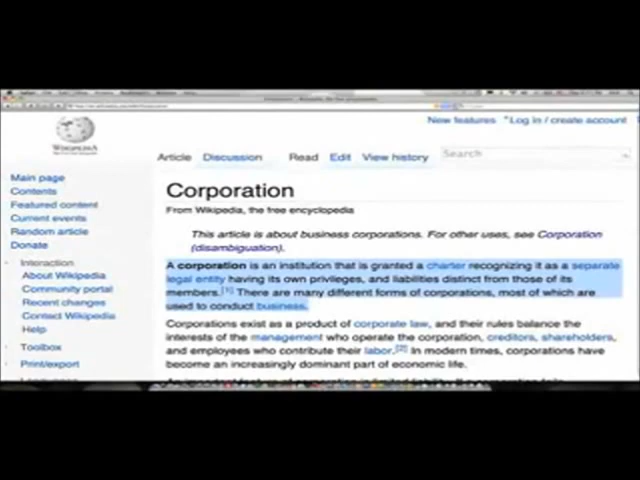 New features
Log in / create account
WIKIPEDIA
Article Discussion Read Edit View history
Search
Main page
Contents
Featured content
Current events
Random article
Donate
Interaction
About Wikipedia
Community portal
Recent changes
Contact Wikipedia
Help
Toolbox
Print/export
Languages
Corporation
From Wikipedia, the free encyclopedia
This article is about business corporations. For other uses, see Corporation
(disambiguation).
A corporation is an institution that is granted a charter recognizing it as a separate
legal entity having its own privileges, and liabilities distinct from those of its
members.[1] There are many different forms of corporations, most of which are
used to conduct business.
Corporations exist as a product of corporate law, and their rules balance the
interests of the management who operate the corporation, creditors, shareholders,
and employees who contribute their labor.[2] In modern times, corporations have
become an increasingly dominant part of economic life.